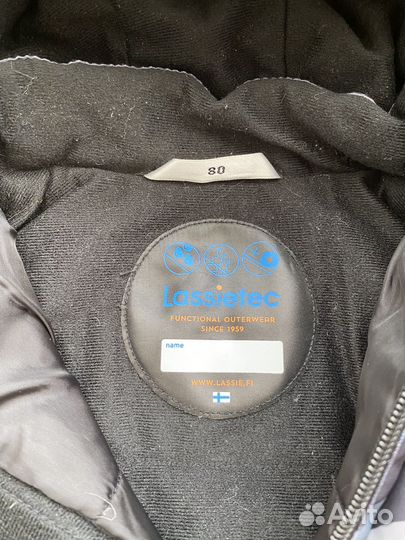 80
Lassietec
FUNCTIONAL OUTERWEAR
SINCE 1959
name
WWW.LASSIE.FI
Avito